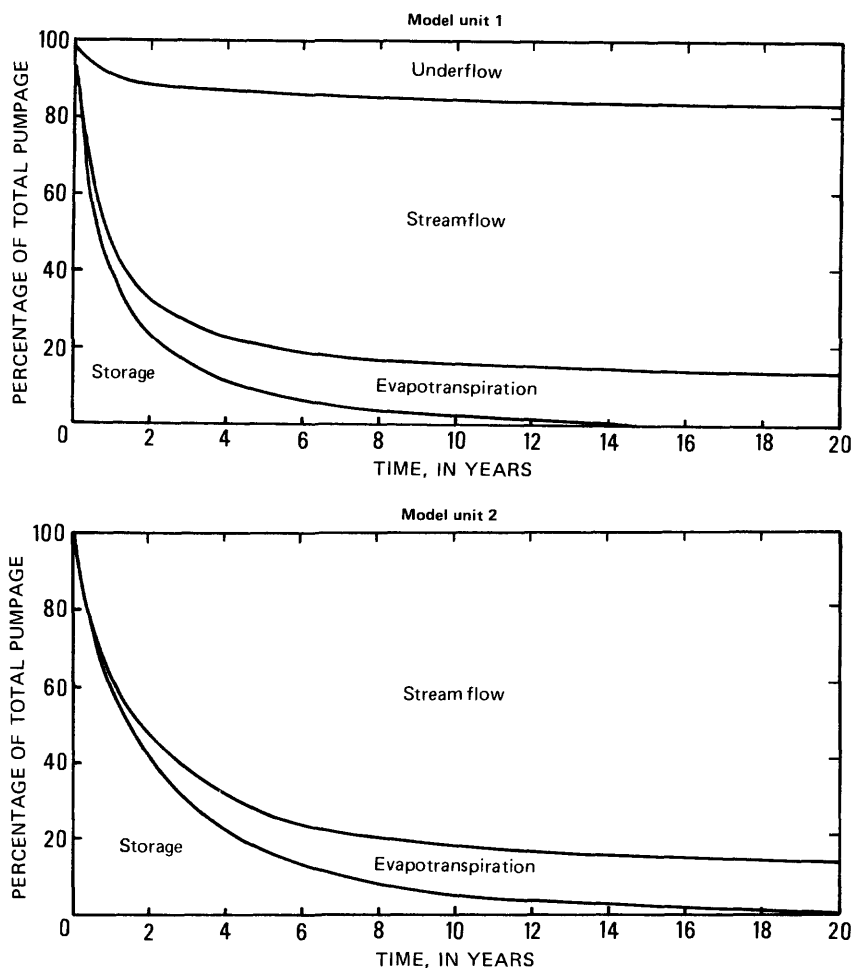 Model unit 1
100
80
60
40
20
0
PERCENTAGE OF TOTAL PUMPAGE
Underflow
Streamflow
Storage
Evapotranspiration
2 4 6 8 10 12 14 16 18 20
TIME, IN YEARS
Model unit 2
100
80
60
40
20
0
PERCENTAGE OF TOTAL PUMPAGE
Stream flow
Storage
Evapotranspiration
2 4 6 8 10 12 14 16 18 20
TIME, IN YEARS